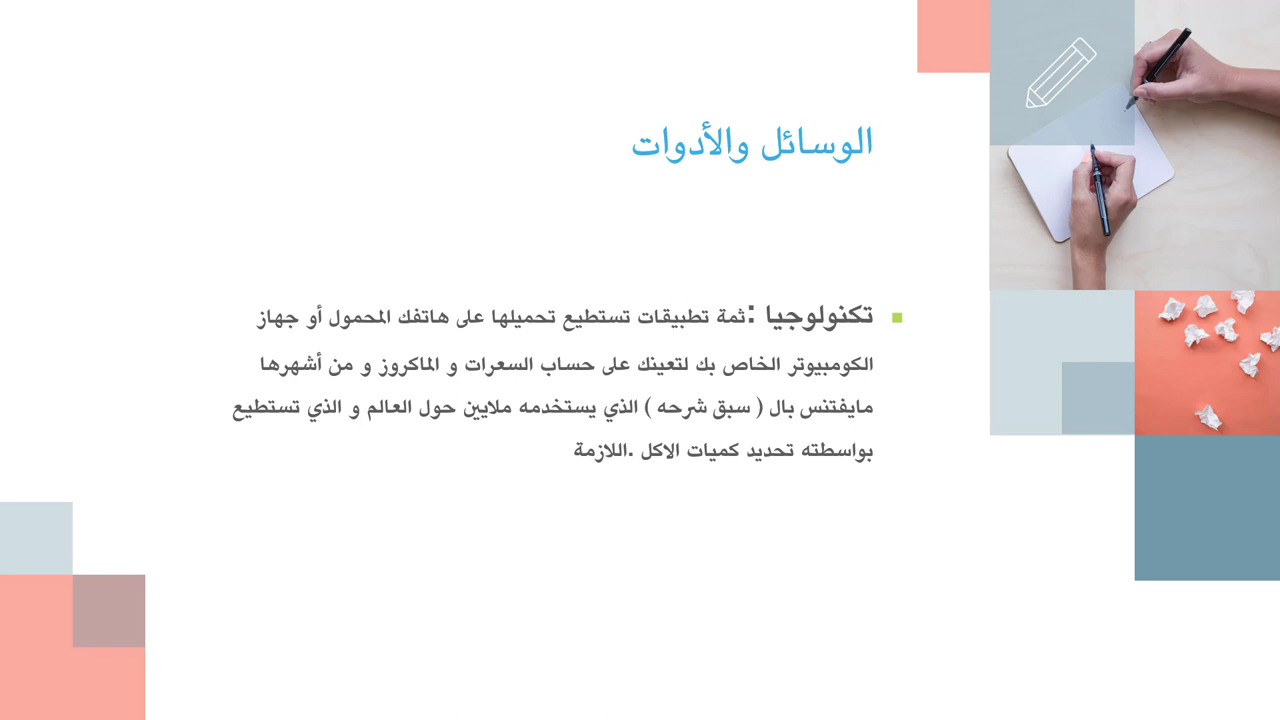 الوسائل والأدوات
تكنولوجيا :ثمة تطبيقات تستطيع تحميلها على هاتفك المحمول أو جهاز
الكومبيوتر الخاص بك لتعينك على حساب السعرات و الماكروز و من أشهرها
مايفتنس بال ( سبق شرحه ) الذي يستخدمه ملايين حول العالم و الذي تستطيع
بواسطته تحديد كميات الاكل .اللازمة